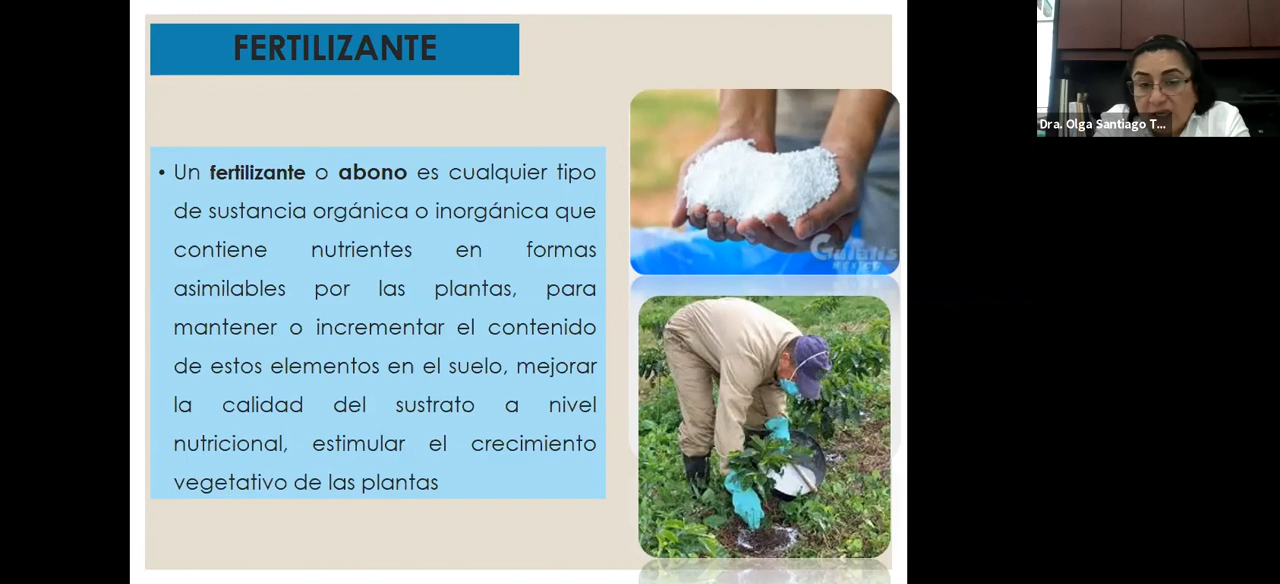 FERTILIZANTE
• Un fertilizante o abono es cualquier tipo
de sustancia orgánica o inorgánica que
contiene nutrientes en formas
asimilables por las plantas, para
mantener o incrementar el contenido
de estos elementos en el suelo, mejorar
la calidad del sustrato a nivel
nutricional, estimular el crecimiento
vegetativo de las plantas
MÉXICO
Dra. Olga Santiago T...